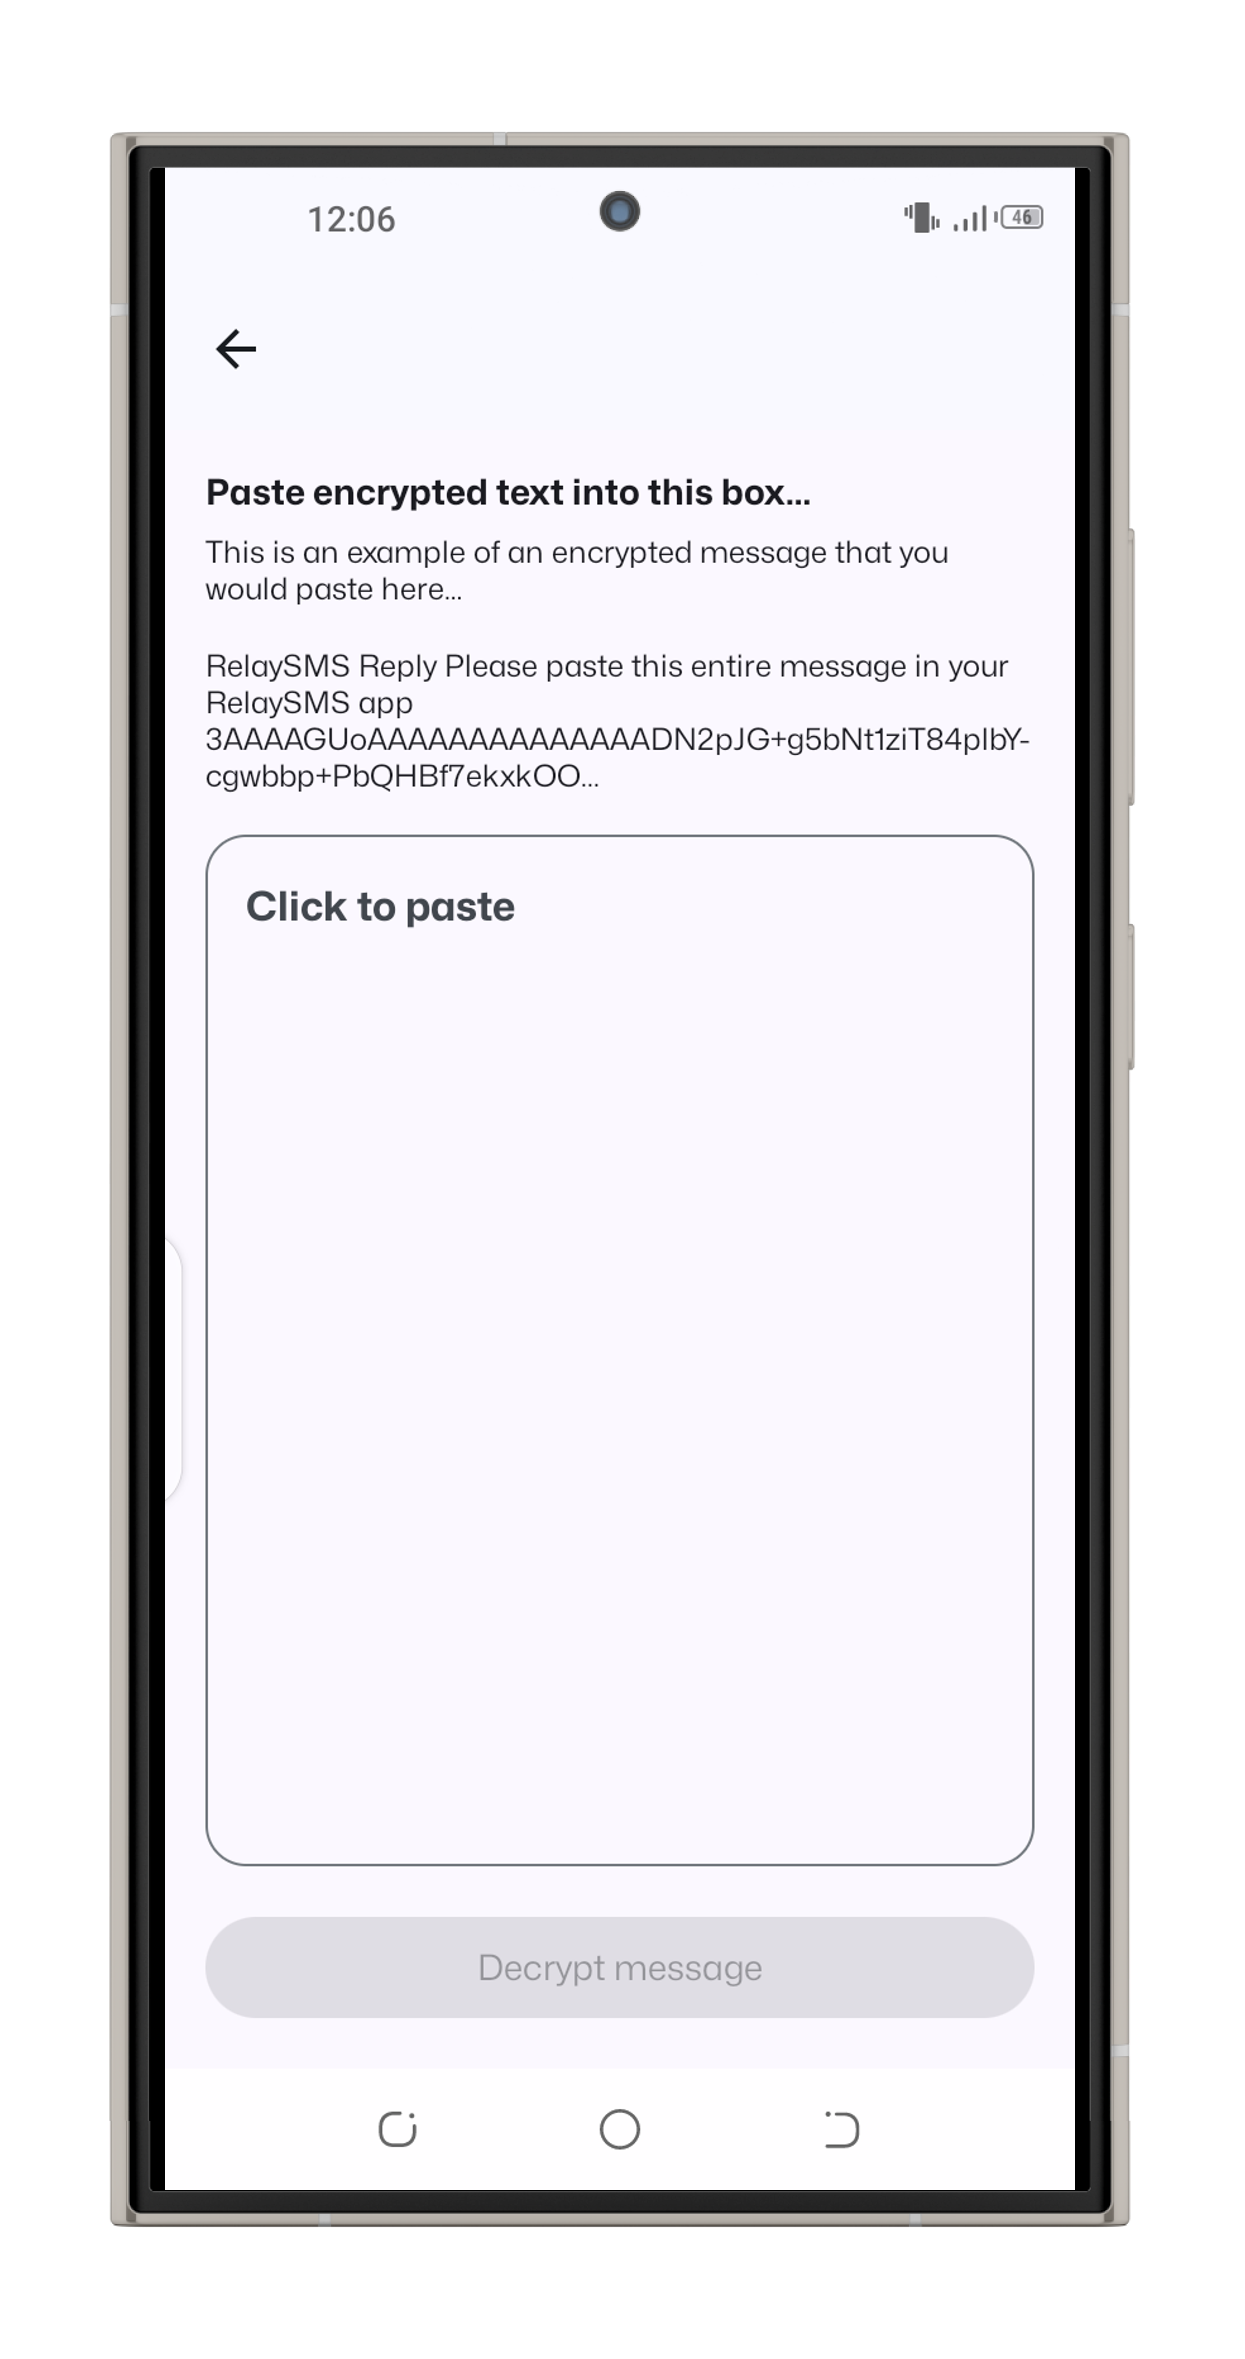 12:06
46
Paste encrypted text into this box...
This is an example of an encrypted message that you
would paste here...
RelaySMS Reply Please paste this entire message in your
RelaySMS app
3AAAAGUoAAAAAAAAAAAAAADN2pJG+g5bNt1ziT84pIbY-
cgwbbp+PbQHBf7ekxkOO...
Click to paste
Decrypt message